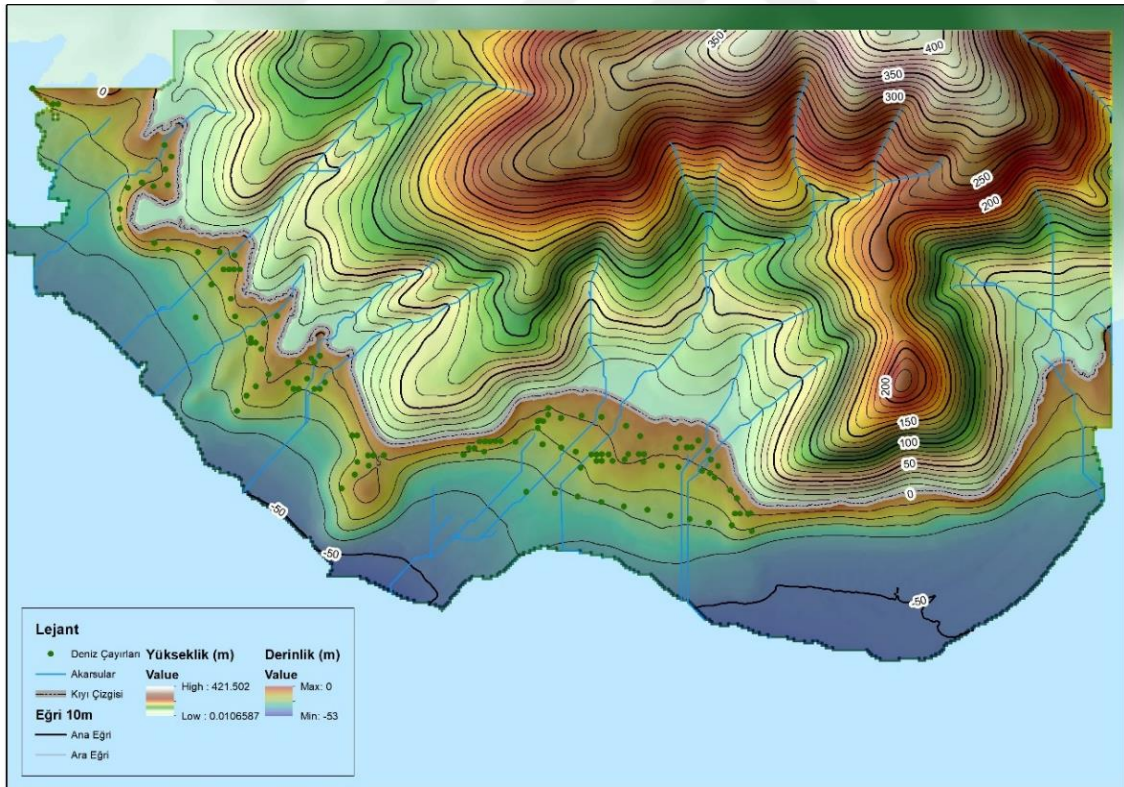 350
400
350
300
250
200
0
200
150
100
50
0
-50
-50
-50
Lejant
Deniz Çayırları
Akarsular
Kıyı Çizgisi
Eğri 10m
Ana Eğri
Ara Eğri
Yükseklik (m)
Value
High : 421.502
Low : 0.0106587
Derinlik (m)
Value
Max: 0
Min: -53